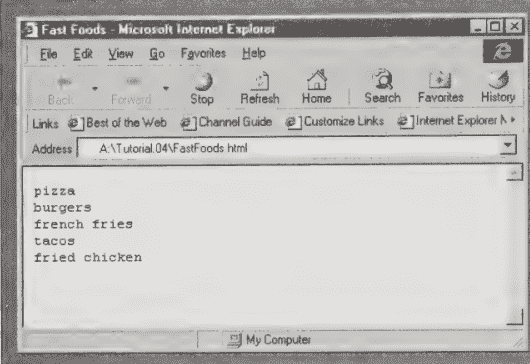 Fast Foods - Microsoft Internet Explorer
File Edit View Go Favorites Help
Back Forward Stop Refresh Home Search Favorites History
Links Best of the Web Channel Guide Customize Links Internet Explorer N
Address A:\Tutorial.04\FastFoods html
pizza
burgers
french fries
tacos
fried chicken
My Computer